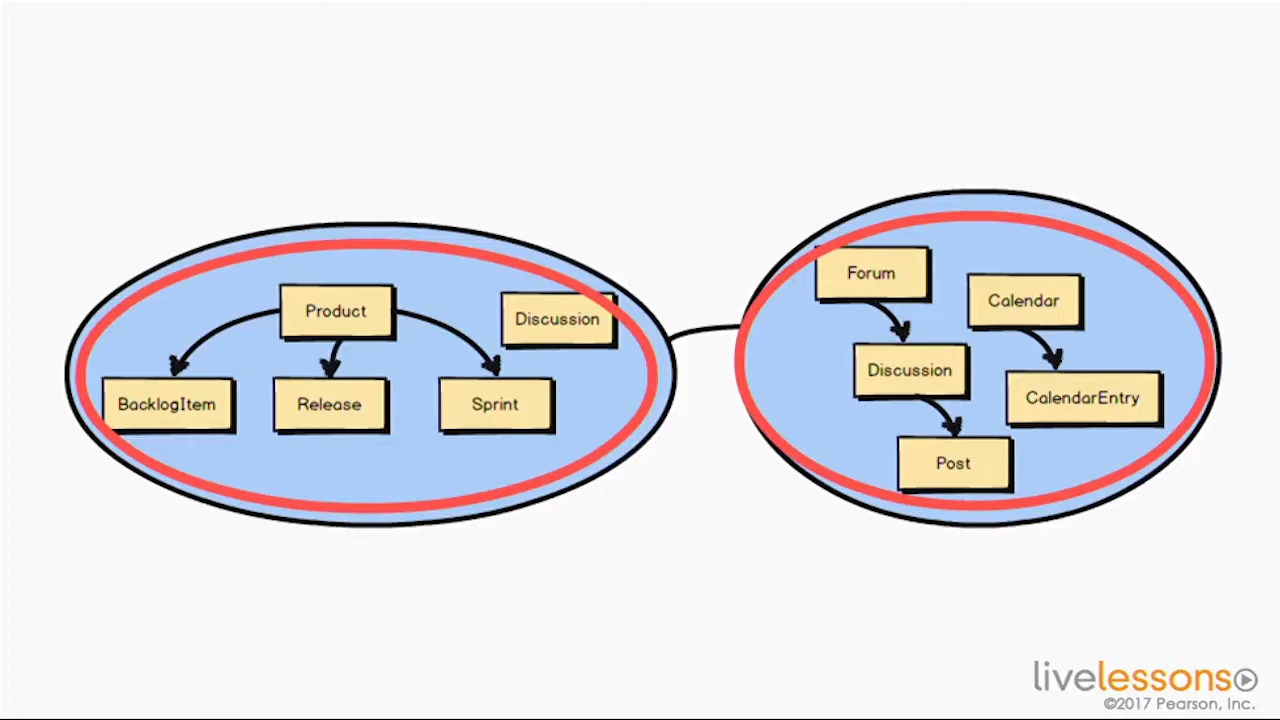 Product
Discussion
BacklogItem
Release
Sprint
Forum
Calendar
Discussion
CalendarEntry
Post
livelessons
©2017 Pearson, Inc.